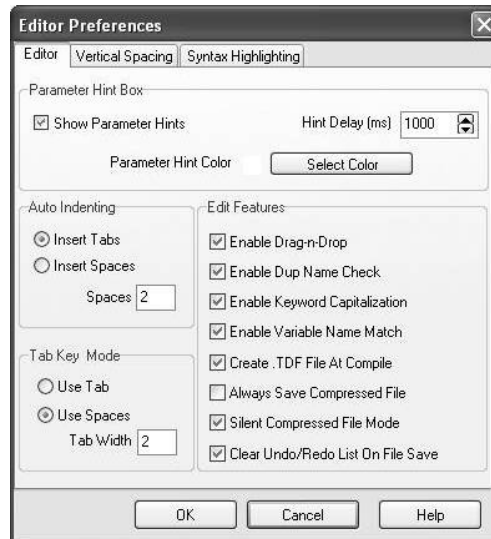 Editor Preferences
Editor Vertical Spacing Syntax Highlighting
Parameter Hint Box
Show Parameter Hints Hint Delay (ms) 1000
Parameter Hint Color Select Color
Auto Indenting
Insert Tabs
Insert Spaces
Spaces 2
Tab Key Mode
Use Tab
Use Spaces
Tab Width 2
Edit Features
Enable Drag-n-Drop
Enable Dup Name Check
Enable Keyword Capitalization
Enable Variable Name Match
Create .TDF File At Compile
Always Save Compressed File
Silent Compressed File Mode
Clear Undo/Redo List On File Save
OK Cancel Help